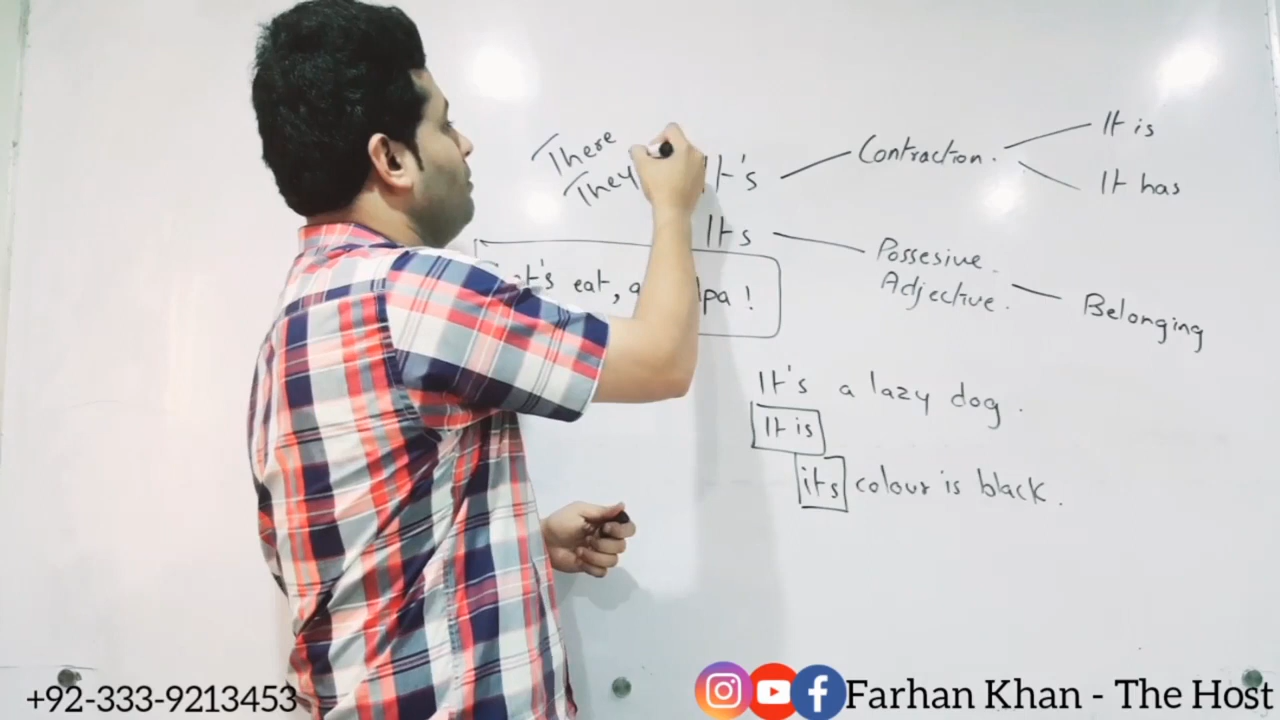 There
They
It's
Contraction.
It is
It has
Its
Possesive
Adjective.
Belonging
eat,
It's a lazy dog.
It is
its colour is black.
+92-333-9213453
Farhan Khan - The Host